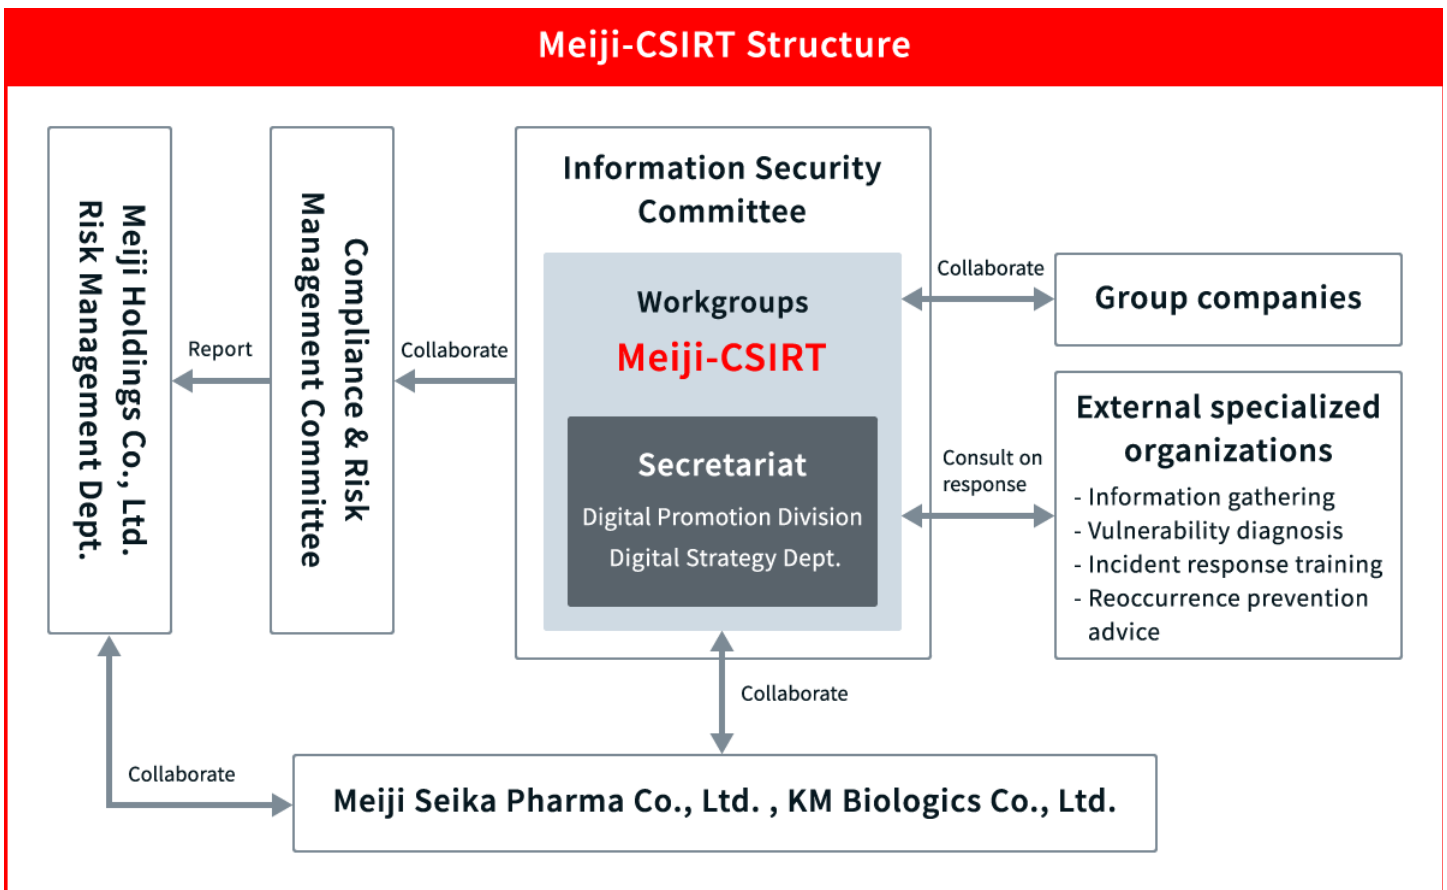 Meiji-CSIRT Structure
Meiji Holdings Co., Ltd.
Risk Management Dept.
Report
Compliance & Risk
Management Committee
Collaborate
Information Security
Committee
Workgroups
Meiji-CSIRT
Secretariat
Digital Promotion Division
Digital Strategy Dept.
Collaborate
Group companies
Consult on
response
External specialized
organizations
- Information gathering
- Vulnerability diagnosis
- Incident response training
- Reoccurrence prevention
advice
Collaborate
Collaborate
Meiji Seika Pharma Co., Ltd. , KM Biologics Co., Ltd.